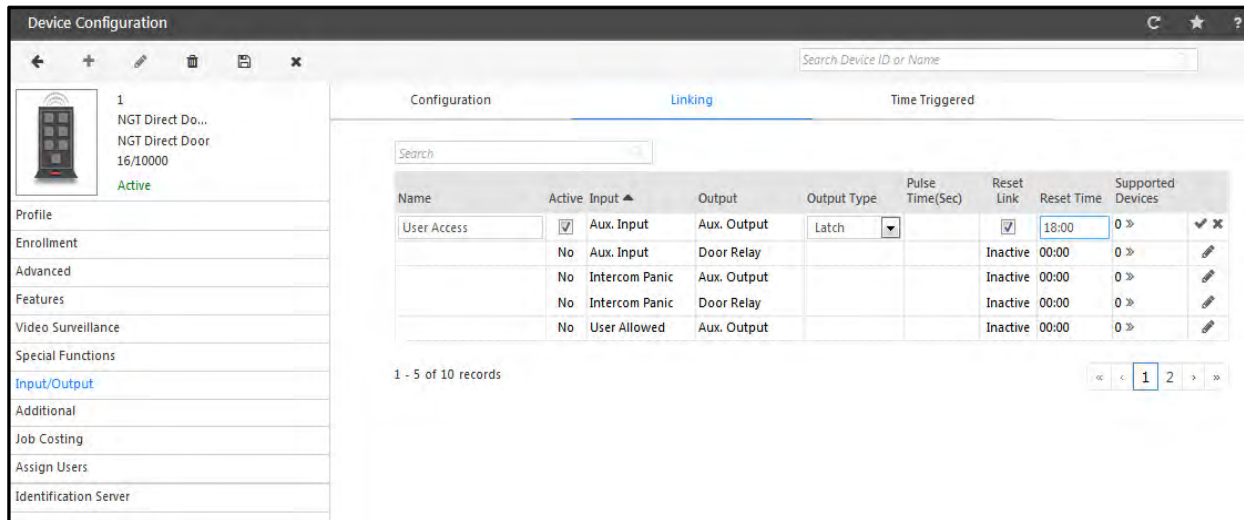 Device Configuration
?
Search Device ID or Name
1
NGT Direct Do...
NGT Direct Door
16/10000
Active
Profile
Enrollment
Advanced
Features
Video Surveillance
Special Functions
Input/Output
Additional
Job Costing
Assign Users
Identification Server
Configuration Linking Time Triggered
Search
Name Active Input Output Output Type Pulse Time(Sec) Reset Link Reset Time Supported Devices
User Access Aux. Input Aux. Output Latch 18:00 0 »
No Aux. Input Door Relay Inactive 00:00 0 »
No Intercom Panic Aux. Output Inactive 00:00 0 »
No Intercom Panic Door Relay Inactive 00:00 0 »
No User Allowed Aux. Output Inactive 00:00 0 »
1 - 5 of 10 records
« ‹ 1 2 › »